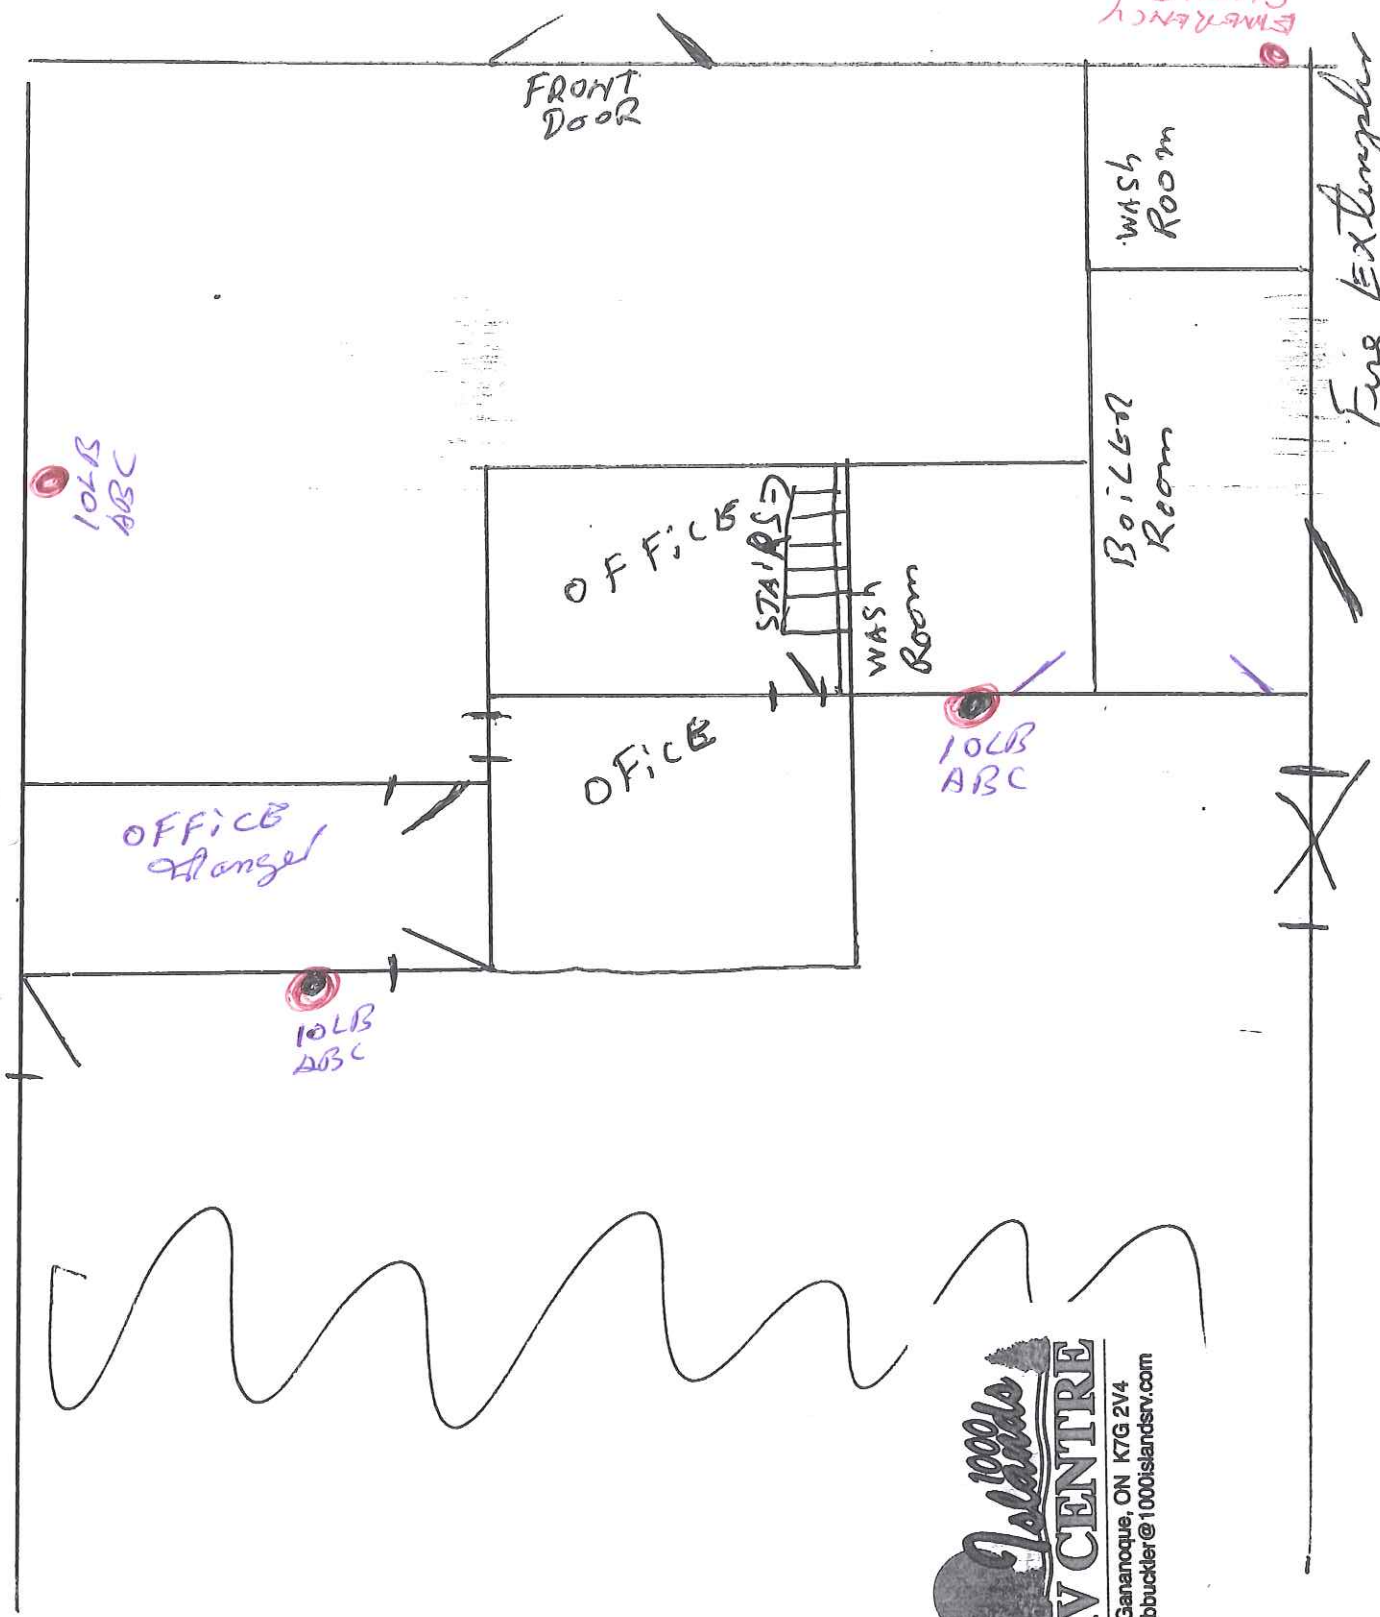 EMERGENCY
FRONT
DOOR
WASH
ROOM
Fire Extinguisher
10LB
ABC
OFFICE
STAIRS
BOILER
ROOM
WASH
ROOM
OFiCE
10LB
ABC
OFFiCE
10LB
ABC
1000
Islands
V CENTRE
Gananoque, ON K7G 2V4
bbuckler@1000islandsrv.com